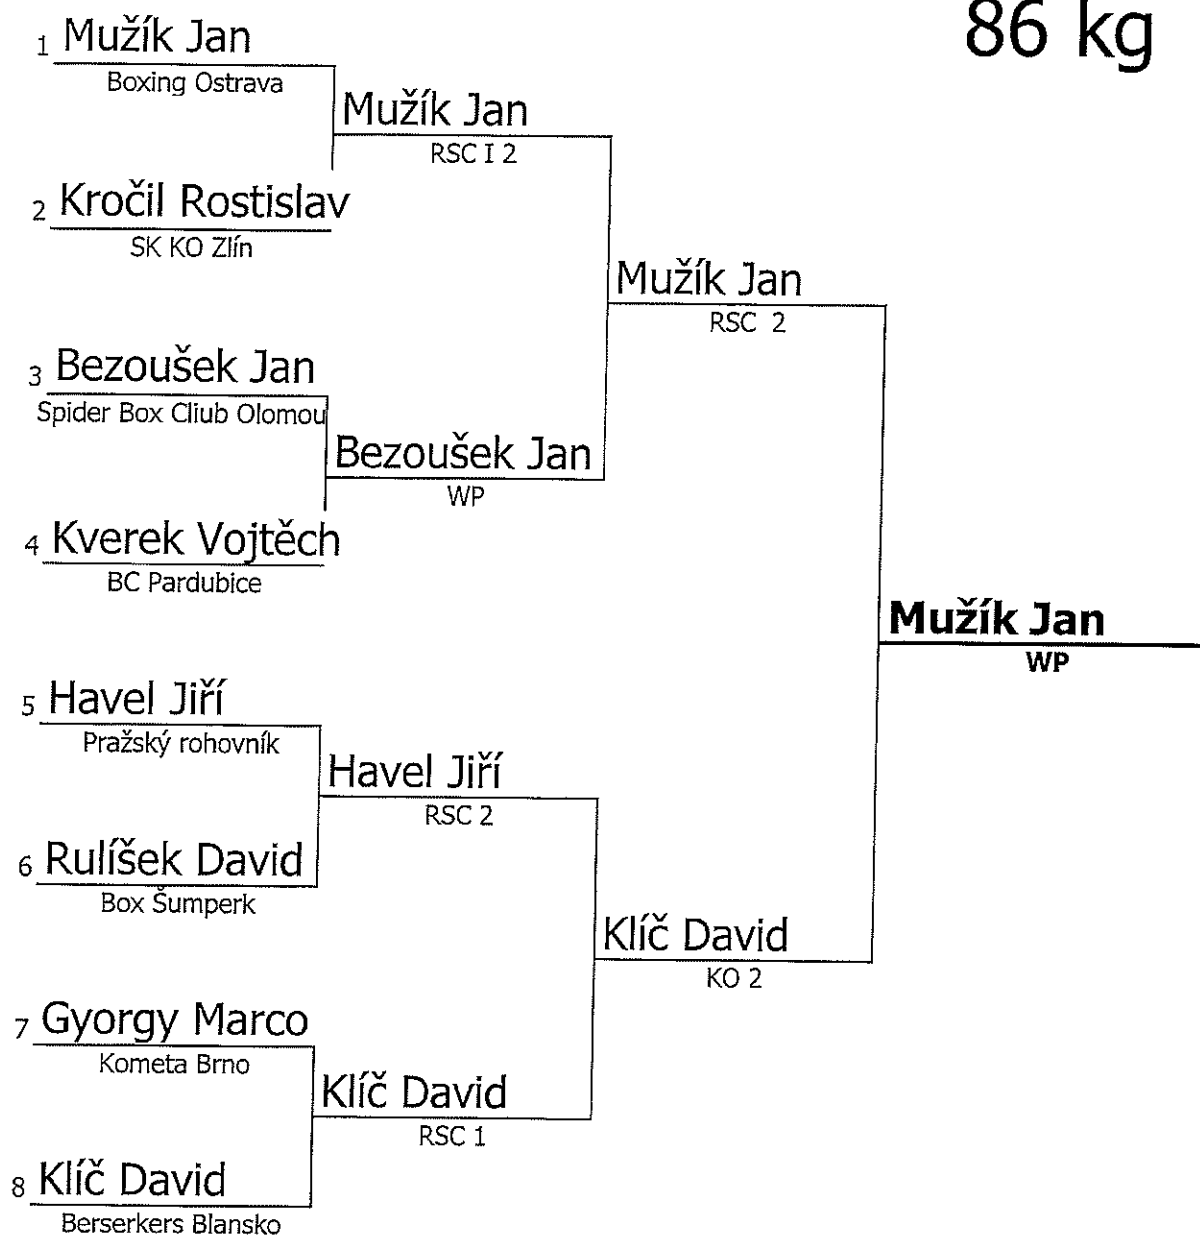 86 kg
1 Mužík Jan
Boxing Ostrava
Mužík Jan
RSC I 2
2 Kročil Rostislav
SK KO Zlín
Mužík Jan
RSC 2
3 Bezoušek Jan
Spider Box Cliub Olomou
Bezoušek Jan
WP
4 Kverek Vojtěch
BC Pardubice
Mužík Jan
WP
5 Havel Jiří
Pražský rohovník
Havel Jiří
RSC 2
6 Rulíšek David
Box Šumperk
Klíč David
KO 2
7 Gyorgy Marco
Kometa Brno
Klíč David
RSC 1
8 Klíč David
Berserkers Blansko